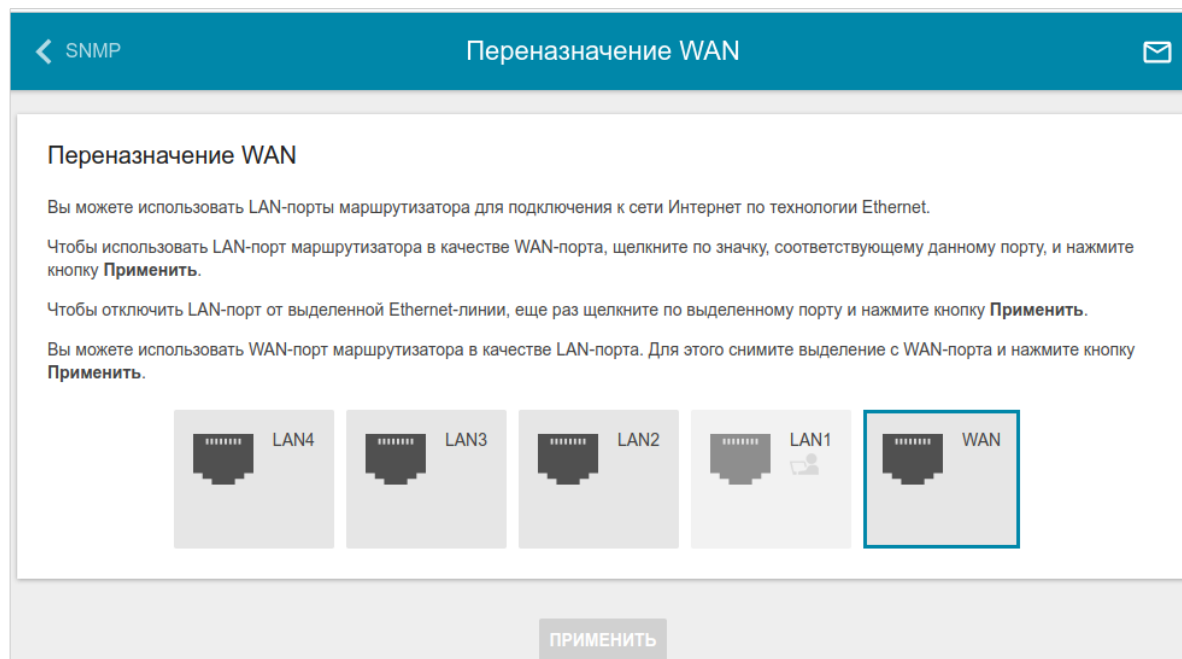 SNMP
Переназначение WAN
Переназначение WAN
Вы можете использовать LAN-порты маршрутизатора для подключения к сети Интернет по технологии Ethernet.
Чтобы использовать LAN-порт маршрутизатора в качестве WAN-порта, щелкните по значку, соответствующему данному порту, и нажмите
кнопку Применить.
Чтобы отключить LAN-порт от выделенной Ethernet-линии, еще раз щелкните по выделенному порту и нажмите кнопку Применить.
Вы можете использовать WAN-порт маршрутизатора в качестве LAN-порта. Для этого снимите выделение с WAN-порта и нажмите кнопку
Применить.
LAN4
LAN3
LAN2
LAN1
WAN
ПРИМЕНИТЬ